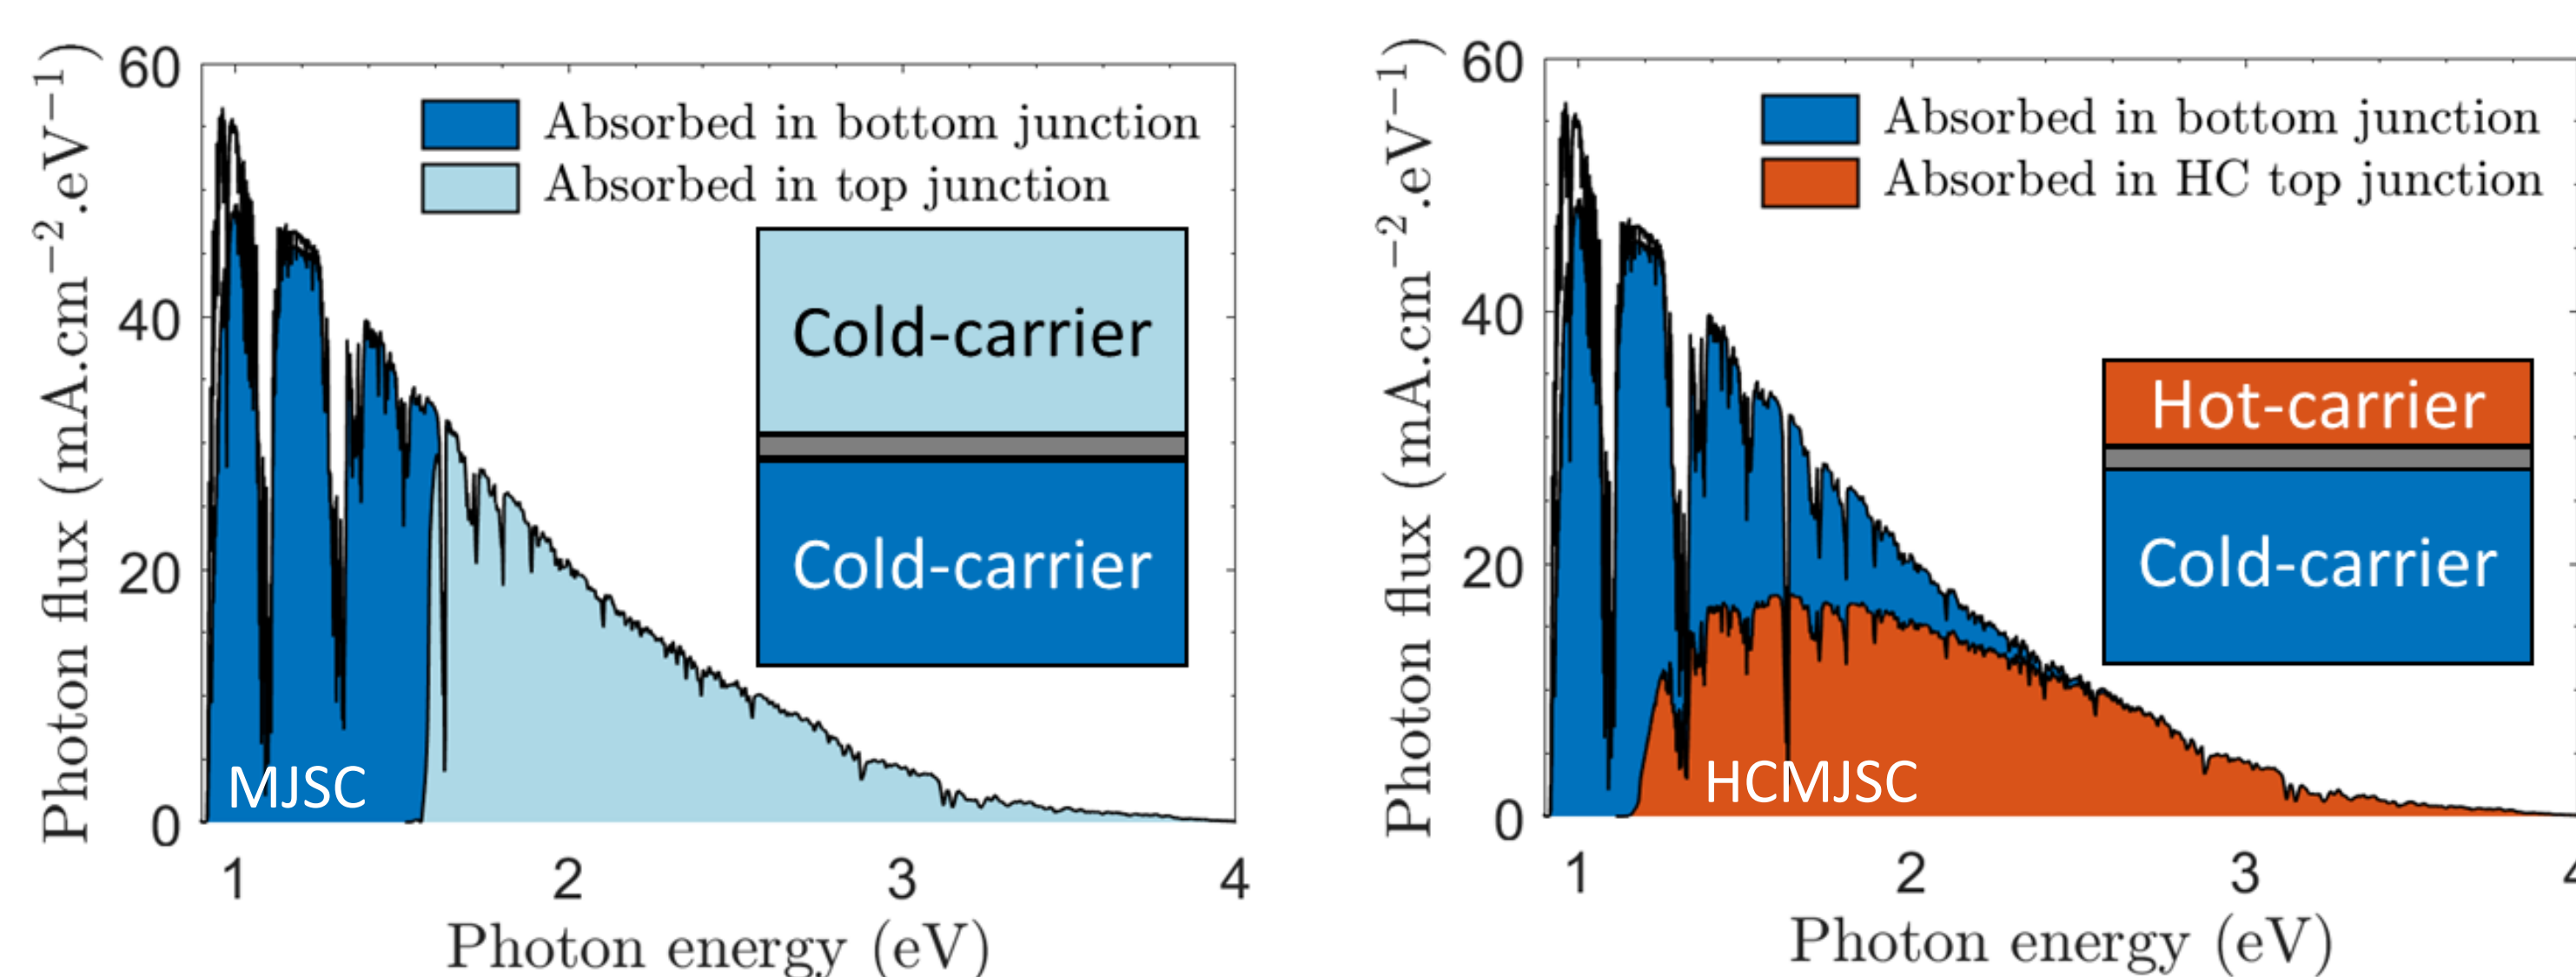 Photon flux (mA.cm−2.eV−1)
60
40
20
0
Absorbed in bottom junction
Absorbed in top junction
Cold-carrier
Cold-carrier
MJSC
1 2 3 4
Photon energy (eV)
Photon flux (mA.cm−2.eV−1)
60
40
20
0
Absorbed in bottom junction
Absorbed in HC top junction
Hot-carrier
Cold-carrier
HCMJSC
1 2 3 4
Photon energy (eV)